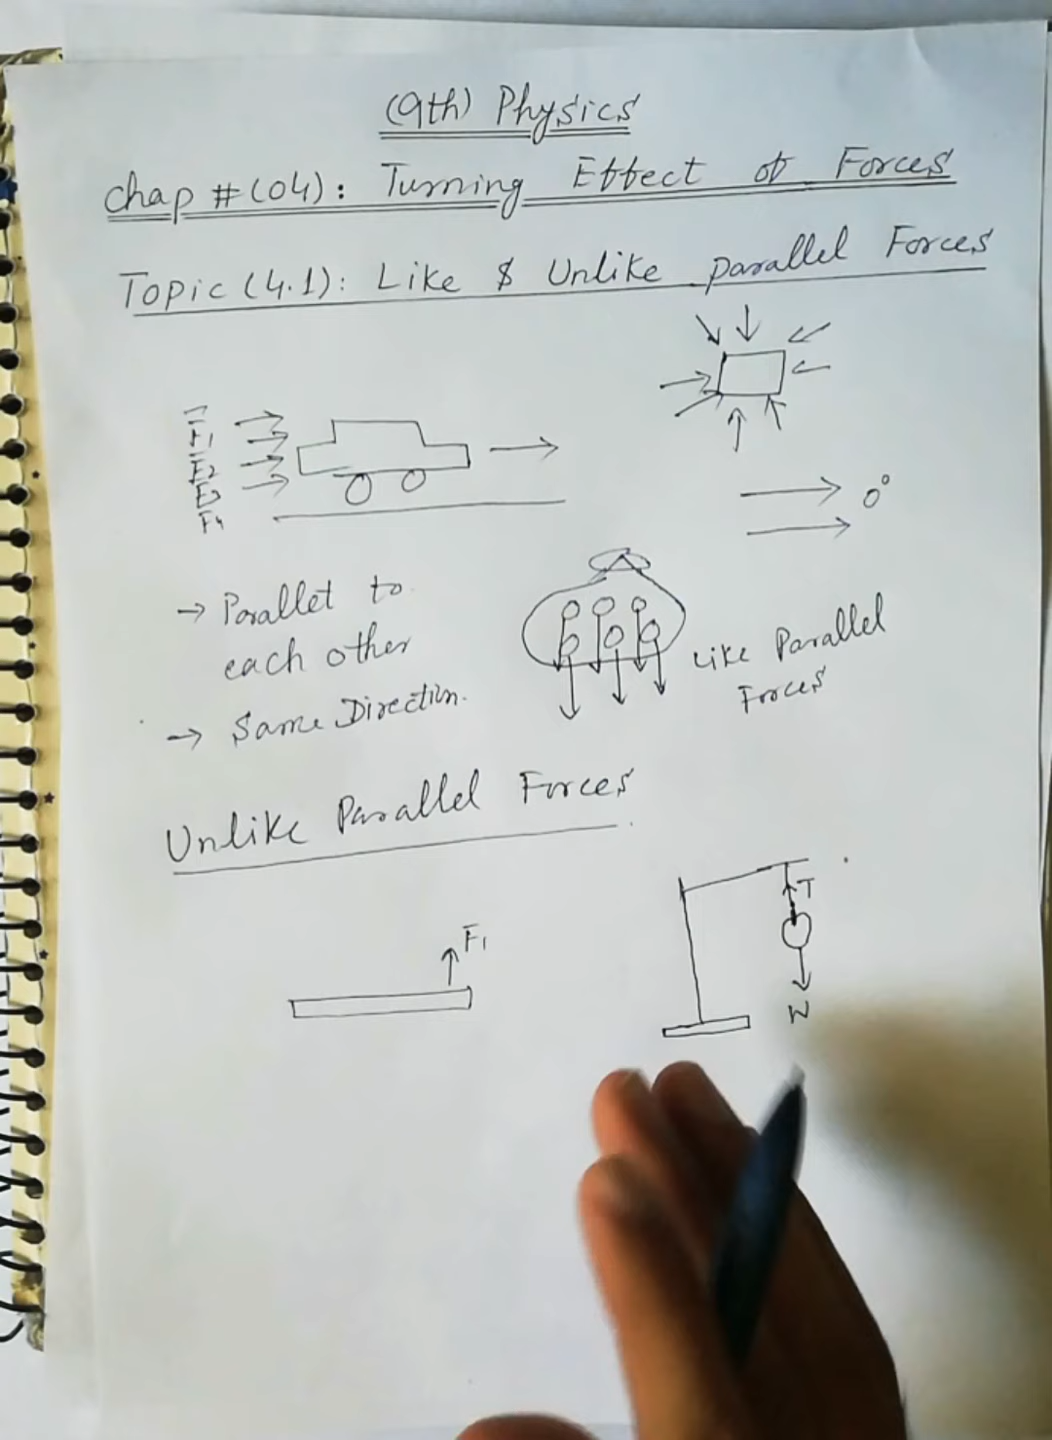 (9th) Physics
Chap # (04): Turning Effect of Forces
Topic (4.1): Like & Unlike parallel Forces
F1
F2
F3
F4
0°
→ Parallel to
each other
→ Same Direction.
Like Parallel
Forces
Unlike Parallel Forces
F1
T
W